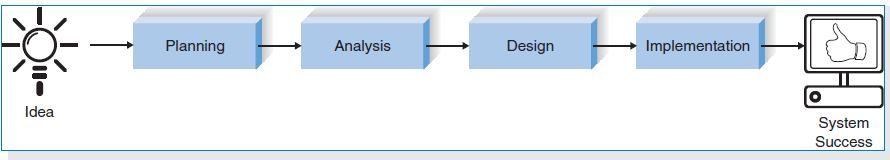 Idea
Planning
Analysis
Design
Implementation
System
Success